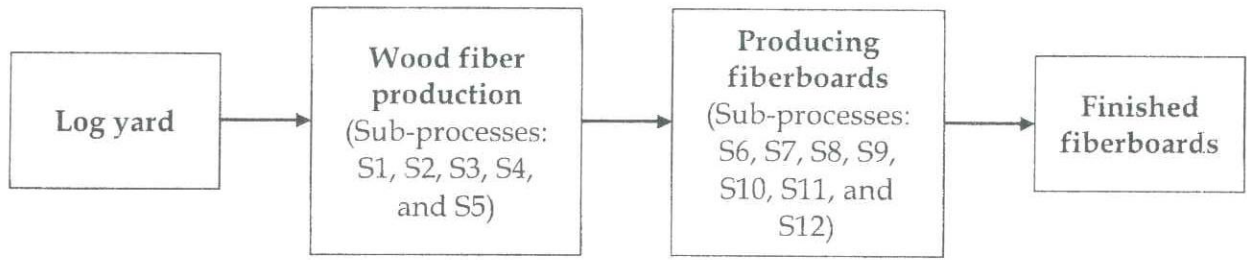 Log yard
Wood fiber
production
(Sub-processes:
S1, S2, S3, S4,
and S5)
Producing
fiberboards
(Sub-processes:
S6, S7, S8, S9,
S10, S11, and
S12)
Finished
fiberboards